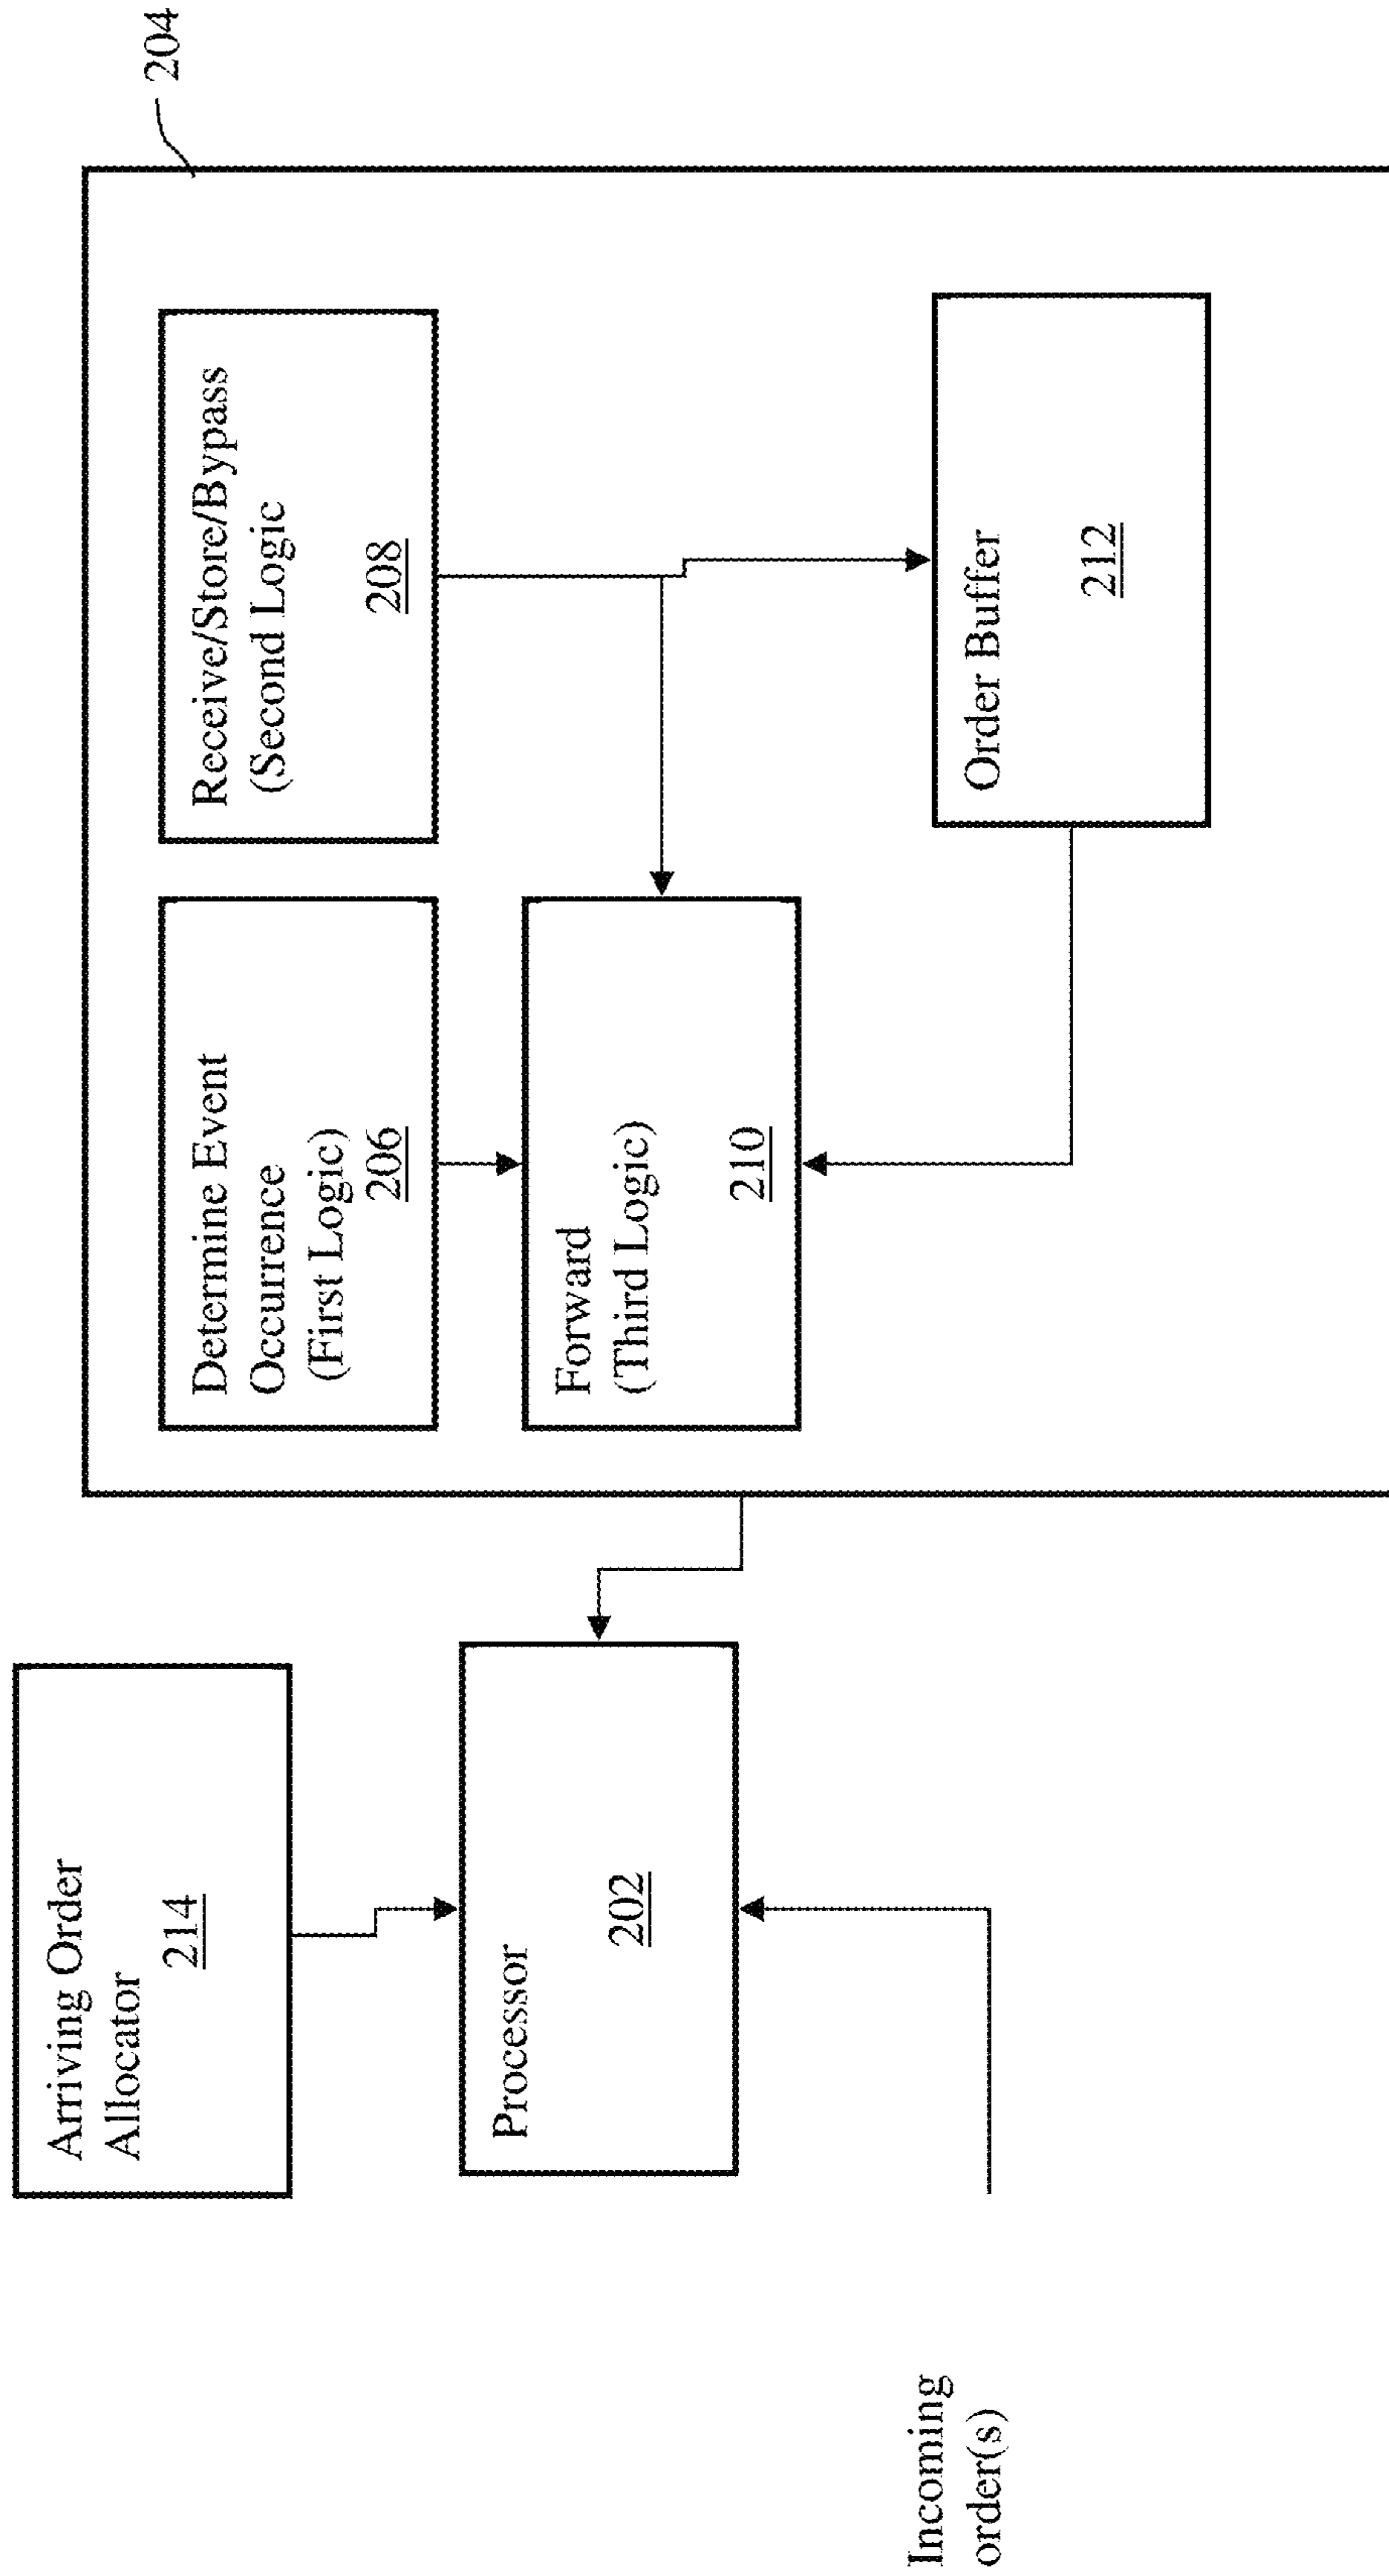 Arriving Order
Allocator
214
Processor
202
Incoming
order(s)
204
Determine Event
Occurrence
(First Logic)
206
Receive/Store/Bypass
(Second Logic
208
Forward
(Third Logic)
210
Order Buffer
212